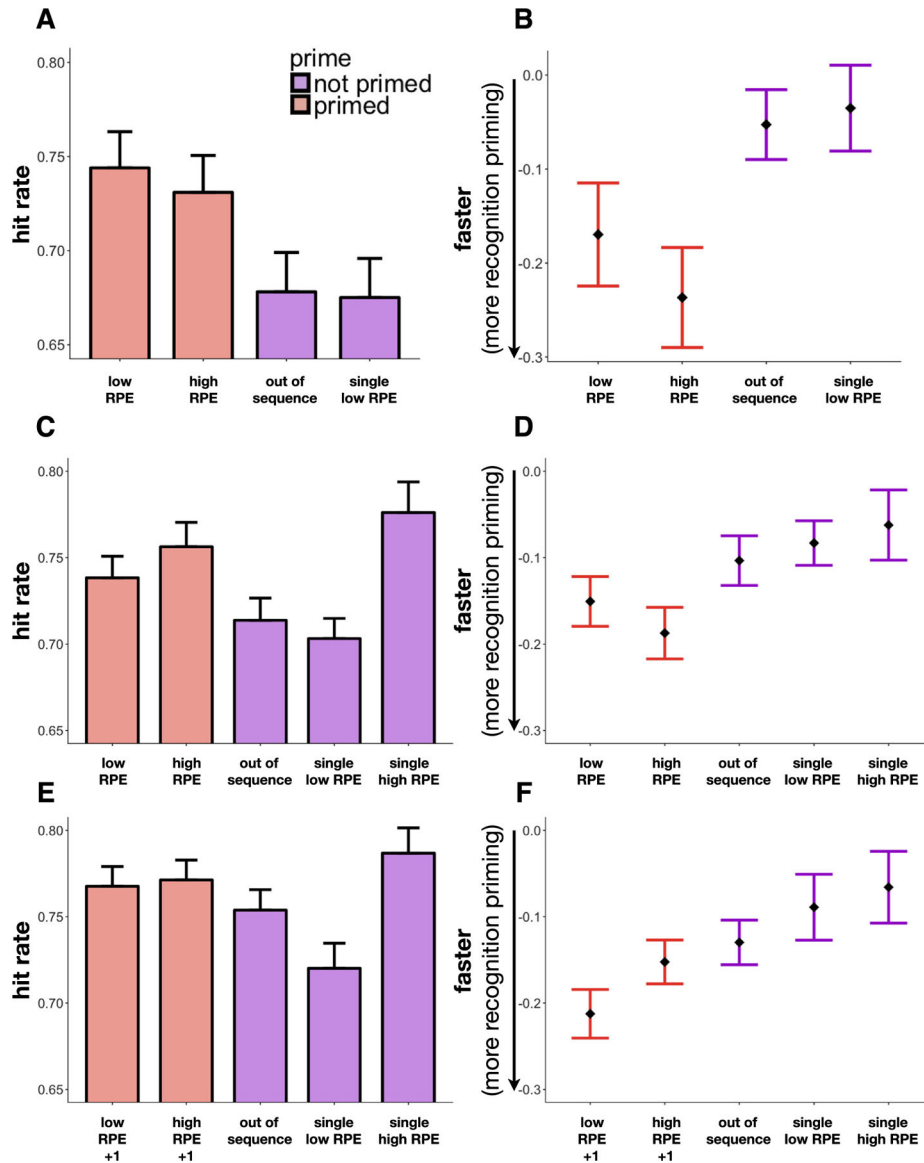 A
prime
not primed
primed
hit rate
0.80
0.75
0.70
0.65
low
RPE
high
RPE
out of
sequence
single
low RPE
B
faster
(more recognition priming)
0.0
-0.1
-0.2
-0.3
low
RPE
high
RPE
out of
sequence
single
low RPE
C
hit rate
0.80
0.75
0.70
0.65
low
RPE
high
RPE
out of
sequence
single
low RPE
single
high RPE
D
faster
(more recognition priming)
0.0
-0.1
-0.2
-0.3
low
RPE
high
RPE
out of
sequence
single
low RPE
single
high RPE
E
hit rate
0.80
0.75
0.70
0.65
low
RPE
+1
high
RPE
+1
out of
sequence
single
low RPE
single
high RPE
F
faster
(more recognition priming)
0.0
-0.1
-0.2
-0.3
low
RPE
+1
high
RPE
+1
out of
sequence
single
low RPE
single
high RPE